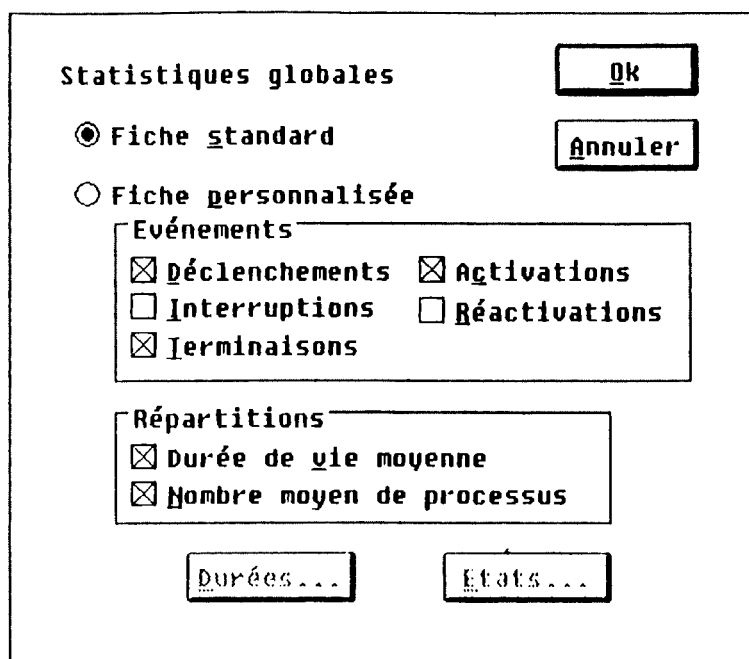 Statistiques globales
Ok
Fiche standard
Annuler
Fiche personnalisée
Evénements
Déclenchements
Activations
Interruptions
Réactivations
Terminaisons
Répartitions
Durée de vie moyenne
Nombre moyen de processus
Durées...
Etats...